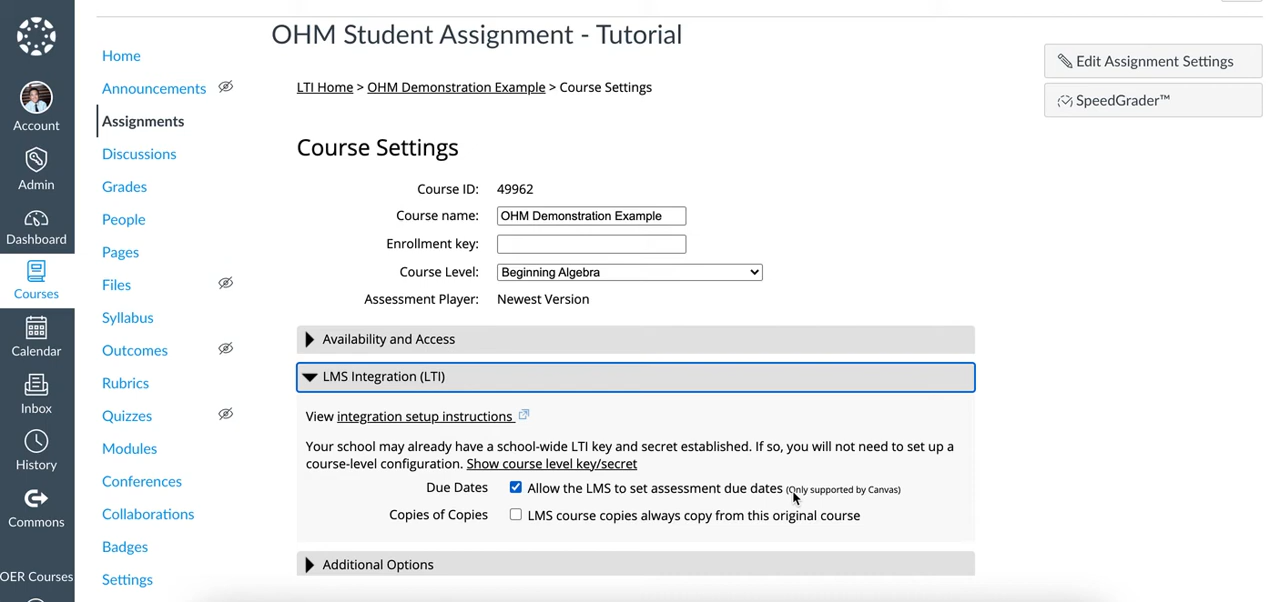 OHM Student Assignment - Tutorial
Account
Admin
Dashboard
Courses
Calendar
Inbox
History
Commons
OER Courses
Home
Announcements
Assignments
Discussions
Grades
People
Pages
Files
Syllabus
Outcomes
Rubrics
Quizzes
Modules
Conferences
Collaborations
Badges
Settings
LTI Home > OHM Demonstration Example > Course Settings
Edit Assignment Settings
SpeedGrader™
Course Settings
Course ID: 49962
Course name: OHM Demonstration Example
Enrollment key:
Course Level: Beginning Algebra
Assessment Player: Newest Version
Availability and Access
LMS Integration (LTI)
View integration setup instructions
Your school may already have a school-wide LTI key and secret established. If so, you will not need to set up a
course-level configuration. Show course level key/secret
Due Dates Allow the LMS to set assessment due dates (Only supported by Canvas)
Copies of Copies LMS course copies always copy from this original course
Additional Options